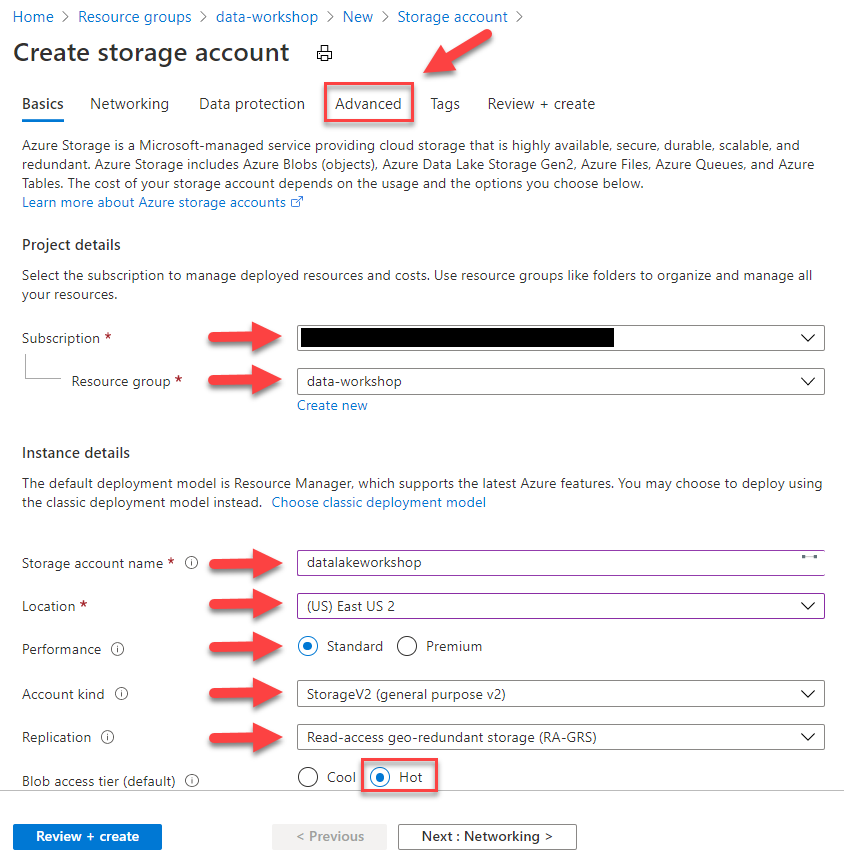 Home > Resource groups > data-workshop > New > Storage account >
Create storage account
Basics Networking Data protection Advanced Tags Review + create
Azure Storage is a Microsoft-managed service providing cloud storage that is highly available, secure, durable, scalable, and
redundant. Azure Storage includes Azure Blobs (objects), Azure Data Lake Storage Gen2, Azure Files, Azure Queues, and Azure
Tables. The cost of your storage account depends on the usage and the options you choose below.
Learn more about Azure storage accounts
Project details
Select the subscription to manage deployed resources and costs. Use resource groups like folders to organize and manage all
your resources.
Subscription *
Resource group * data-workshop
Create new
Instance details
The default deployment model is Resource Manager, which supports the latest Azure features. You may choose to deploy using
the classic deployment model instead. Choose classic deployment model
Storage account name * datalakeworkshop
Location * (US) East US 2
Performance Standard Premium
Account kind StorageV2 (general purpose v2)
Replication Read-access geo-redundant storage (RA-GRS)
Blob access tier (default) Cool Hot
Review + create < Previous Next : Networking >